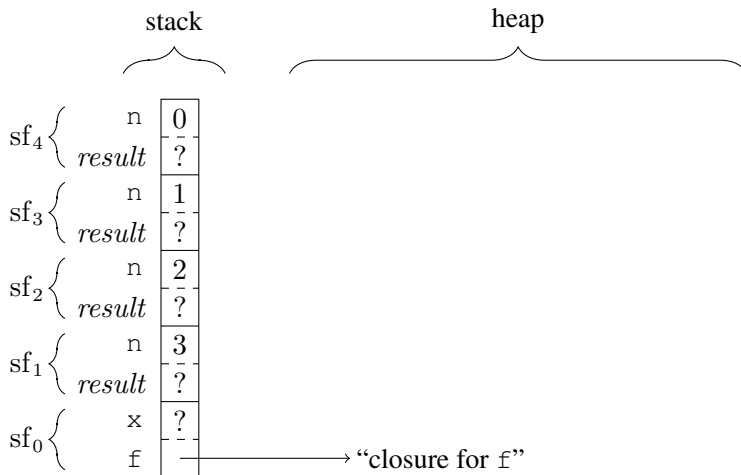 stack heap
sf4 n 0
result ?
sf3 n 1
result ?
sf2 n 2
result ?
sf1 n 3
result ?
sf0 x ?
f “closure for f”